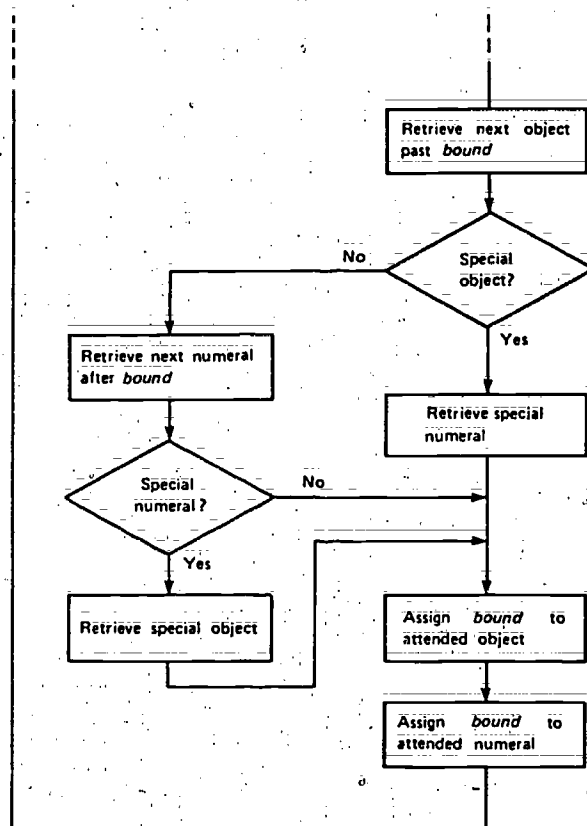 Retrieve next object
past bound
Special
object?
No
Yes
Retrieve next numeral
after bound
Retrieve special
numeral
Special
numeral?
No
Yes
Retrieve special object
Assign bound to
attended object
Assign bound to
attended numeral